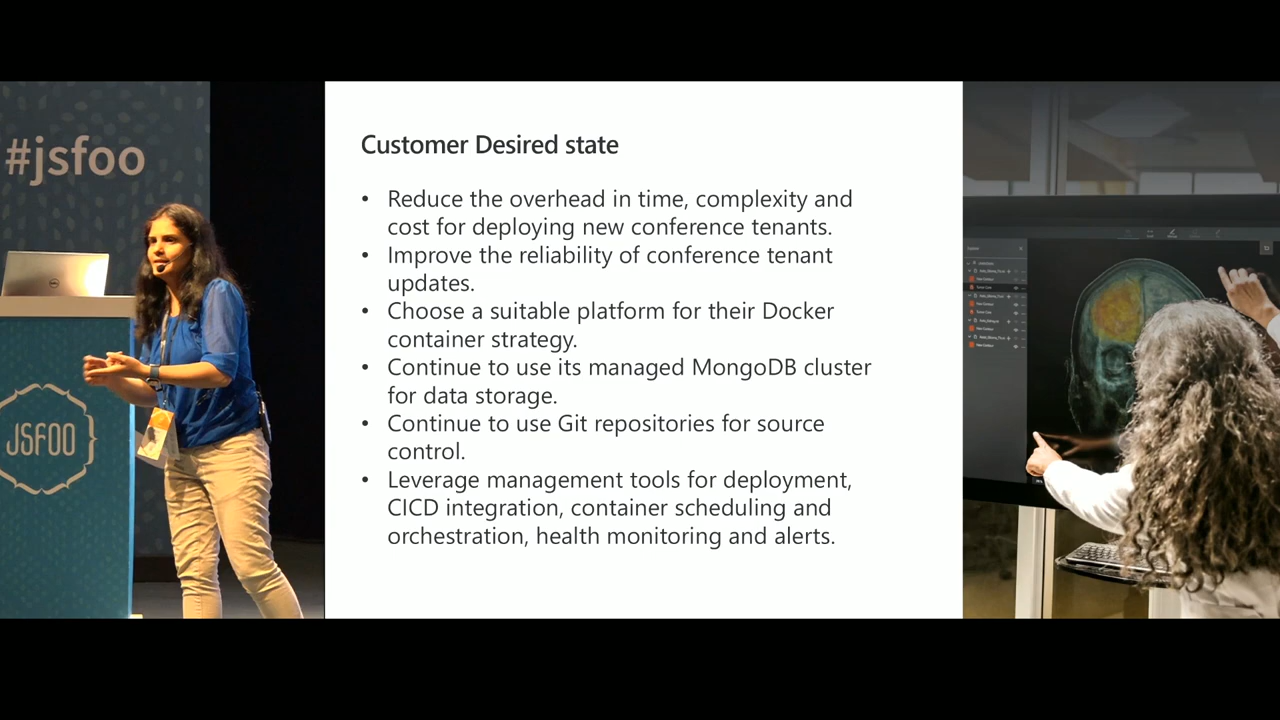 #jsfoo
DELL
JSFOO
Customer Desired state
• Reduce the overhead in time, complexity and
cost for deploying new conference tenants.
• Improve the reliability of conference tenant
updates.
• Choose a suitable platform for their Docker
container strategy.
• Continue to use its managed MongoDB cluster
for data storage.
• Continue to use Git repositories for source
control.
• Leverage management tools for deployment,
CICD integration, container scheduling and
orchestration, health monitoring and alerts.